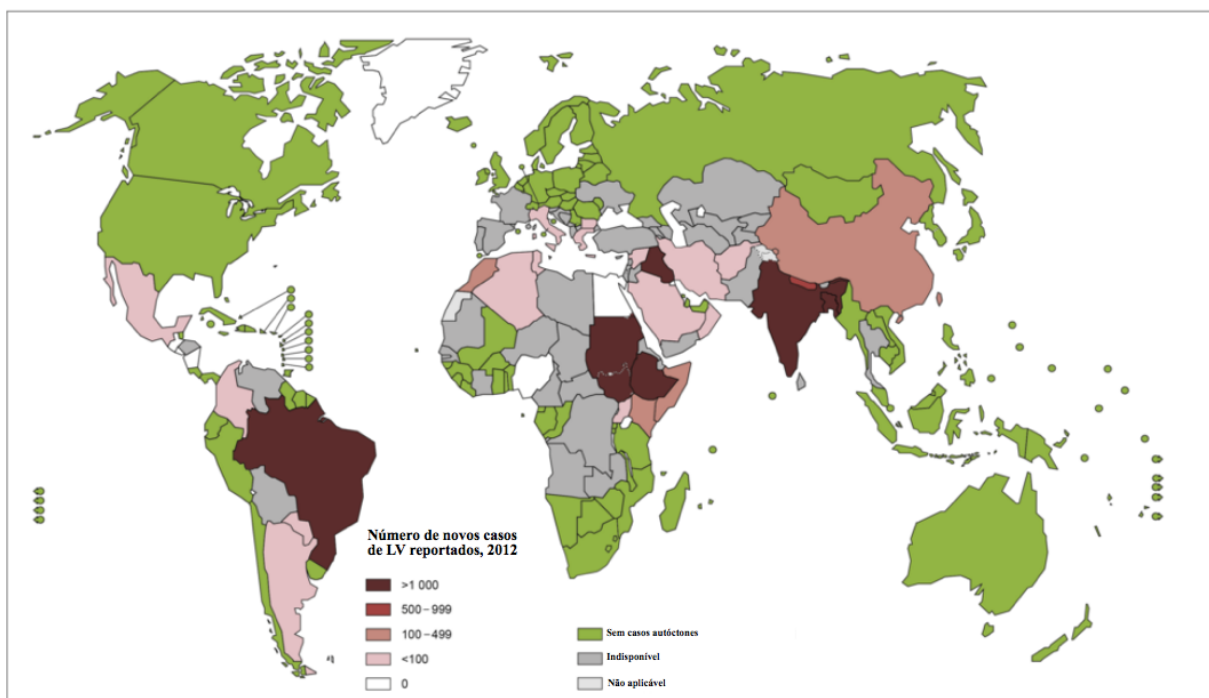 Número de novos casos
de LV reportados, 2012
>1 000
500–999
100–499
<100
0
Sem casos autóctones
Indisponível
Não aplicável